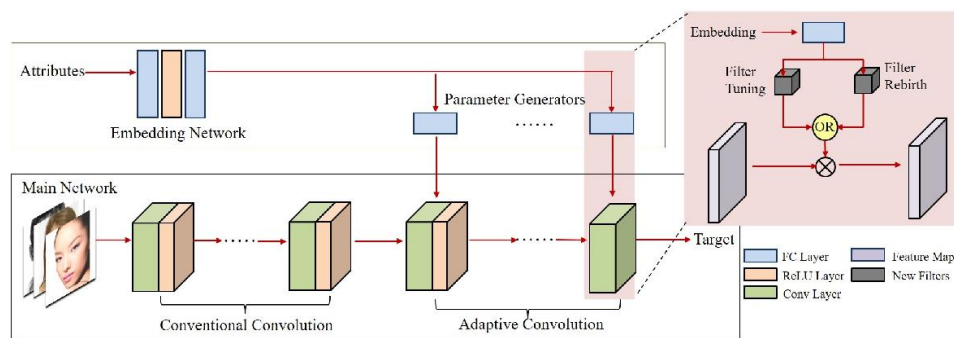 Attributes
Embedding Network
Parameter Generators
......
Main Network
......
......
Conventional Convolution
Adaptive Convolution
Target
Embedding
Filter
Tuning
Filter
Rebirth
OR
FC Layer
Feature Map
ReLU Layer
New Filters
Conv Layer